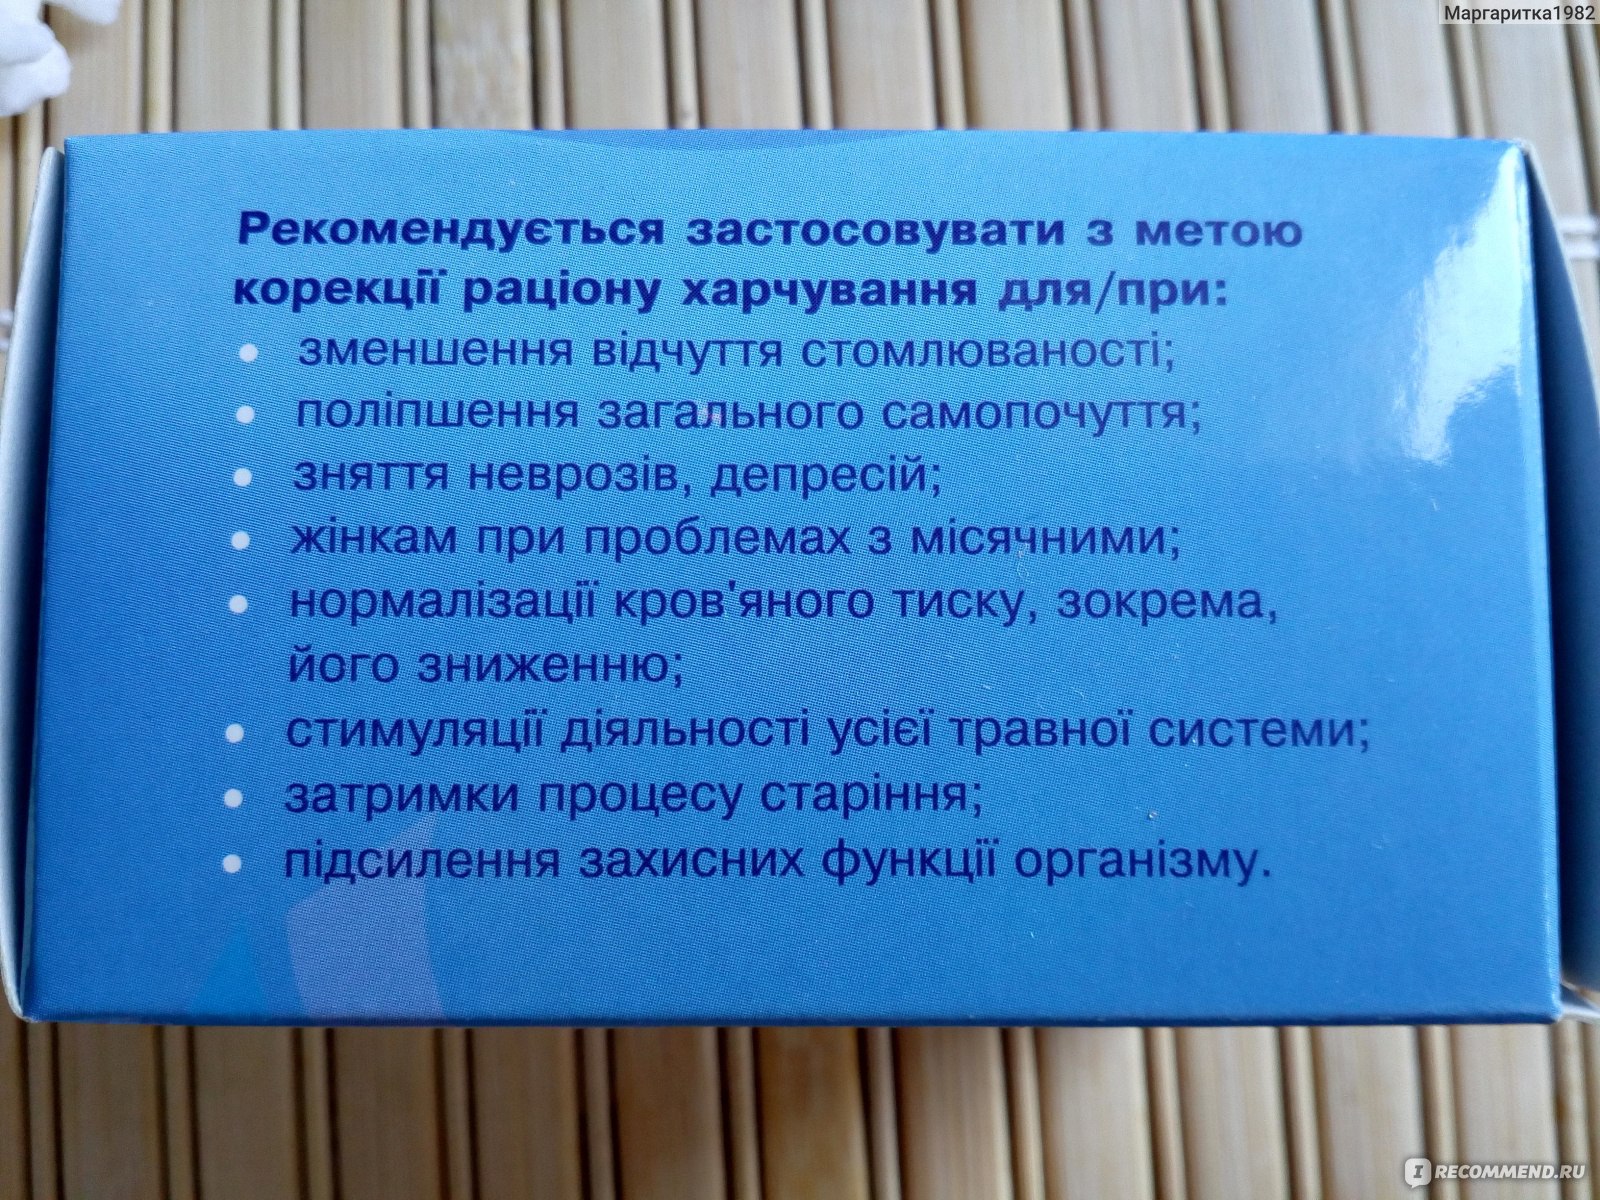 Маргаритка1982
Рекомендується застосовувати з метою
корекції раціону харчування для/при:
• зменшення відчуття стомлюваності;
• поліпшення загального самопочуття;
• зняття неврозів, депресій;
• жінкам при проблемах з місячними;
• нормалізації кров'яного тиску, зокрема,
його зниженню;
• стимуляції діяльності усієї травної системи;
• затримки процесу старіння;
• підсилення захисних функції організму.
IRECOMMEND.RU